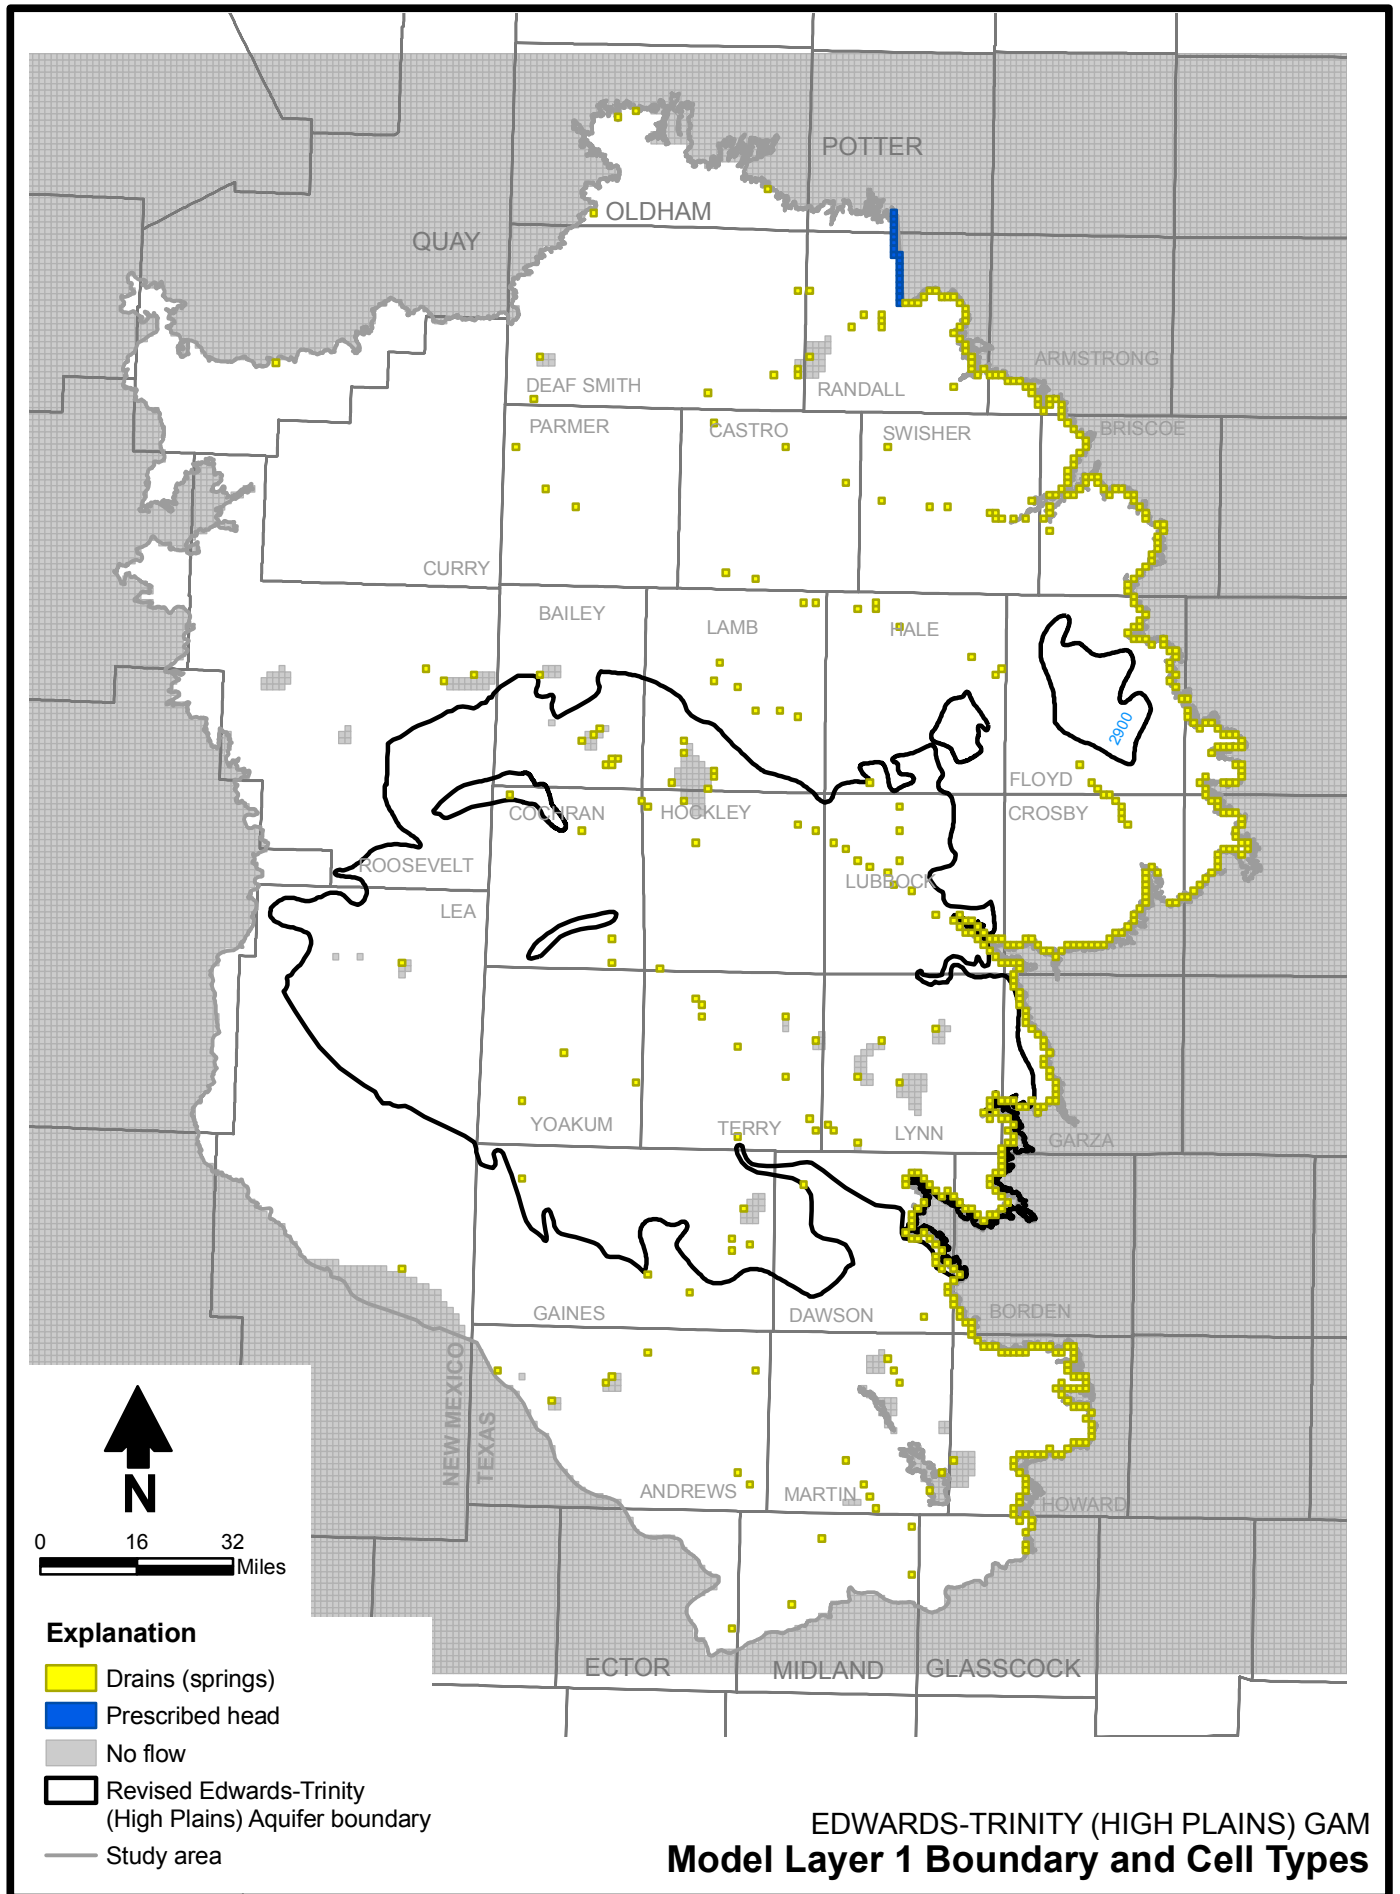 POTTER
OLDHAM
QUAY
ARMSTRONG
DEAF SMITH
RANDALL
PARMER
CASTRO
SWISHER
BRISCOE
CURRY
BAILEY
LAMB
HALE
2900
FLOYD
COCHRAN
HOCKLEY
CROSBY
ROOSEVELT
LUBBOCK
LEA
YOAKUM
TERRY
LYNN
GARZA
GAINES
DAWSON
BORDEN
NEW MEXICO
TEXAS
ANDREWS
MARTIN
HOWARD
N
0 16 32
Miles
ECTOR
MIDLAND
GLASSCOCK
Explanation
Drains (springs)
Prescribed head
No flow
Revised Edwards-Trinity
(High Plains) Aquifer boundary
Study area
EDWARDS-TRINITY (HIGH PLAINS) GAM
Model Layer 1 Boundary and Cell Types